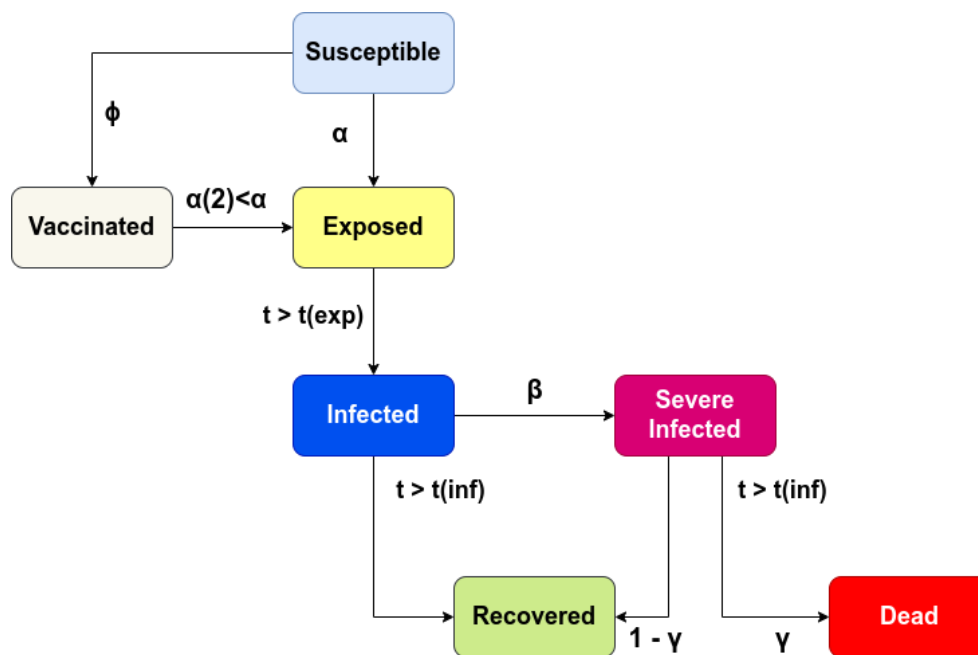 Susceptible
ϕ
α
Vaccinated
α(2)<α
Exposed
t > t(exp)
Infected
β
Severe
Infected
t > t(inf)
t > t(inf)
Recovered
1 - γ
γ
Dead